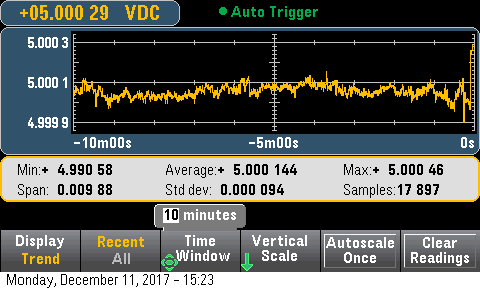 +05.000 29 VDC
Auto Trigger
5.000 3
5.000 1
4.999 9
-10m00s -5m00s 0s
Min:+ 4.990 58 Average:+ 5.000 144 Max:+ 5.000 46
Span: 0.009 88 Std dev: 0.000 094 Samples:17 897
10 minutes
Display Trend
Recent All
Time Window
Vertical Scale
Autoscale Once
Clear Readings
Monday, December 11, 2017 - 15:23